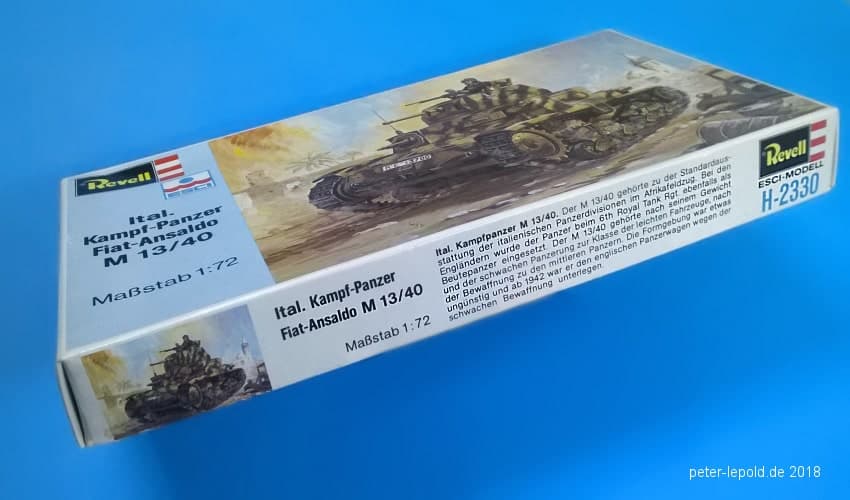 Revell
ESCI
Ital.
Kampf-Panzer
Fiat-Ansaldo
M 13/40
Maßstab 1:72
Ital. Kampf-Panzer
Fiat-Ansaldo M 13/40
Maßstab 1:72
Ital. Kampfpanzer M 13/40. Der M 13/40 gehörte zu der Standardaus-
stattung der italienischen Panzerdivisionen im Afrikafeldzug. Bei den
Engländern wurde der Panzer beim 6th Royal Tank Rgt. ebenfalls als
Beutepanzer eingesetzt. Der M 13/40 gehörte nach seinem Gewicht
und der schwachen Panzerung zur Klasse der leichten Fahrzeuge, nach
der Bewaffnung zu den mittleren Panzern. Die Formgebung war etwas
ungünstig und ab 1942 war er den englischen Panzerwagen wegen der
schwachen Bewaffnung unterlegen.
Revell
ESCI-MODELL
H-2330
peter-lepold.de 2018